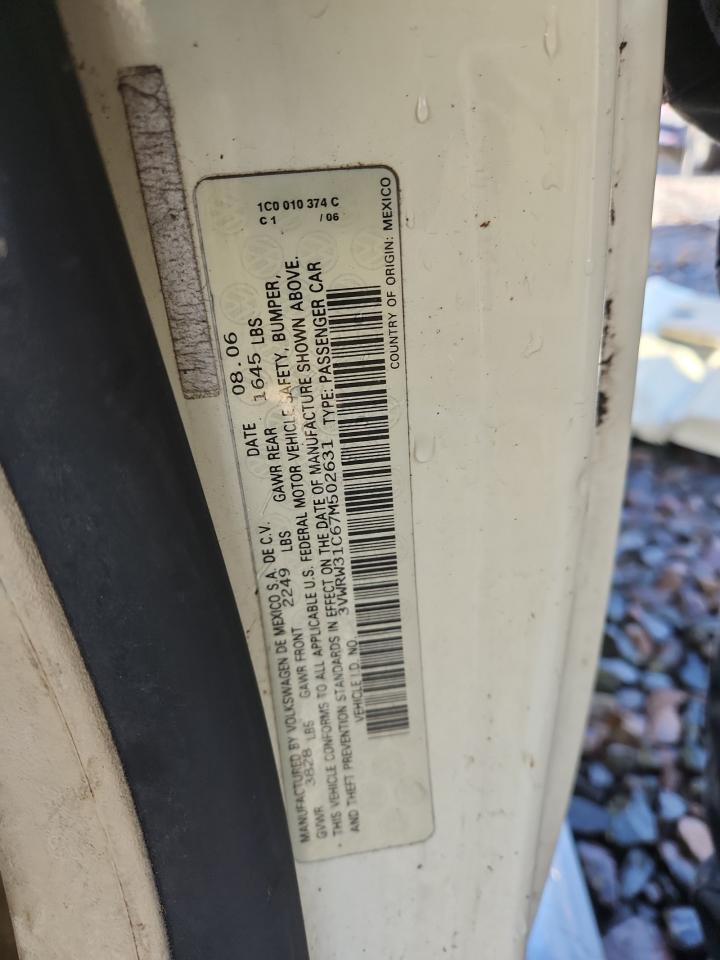 1C0 010 374 C
C 1 / 06
MANUFACTURED BY VOLKSWAGEN DE MEXICO S.A. DE C.V. DATE 08.06
GVWR 3828 LBS GAWR FRONT 2249 LBS GAWR REAR 1645 LBS
THIS VEHICLE CONFORMS TO ALL APPLICABLE U.S. FEDERAL MOTOR VEHICLE SAFETY, BUMPER,
AND THEFT PREVENTION STANDARDS IN EFFECT ON THE DATE OF MANUFACTURE SHOWN ABOVE.
VEHICLE I.D. NO. 3VWRW31C67M502631 TYPE: PASSENGER CAR
COUNTRY OF ORIGIN: MEXICO